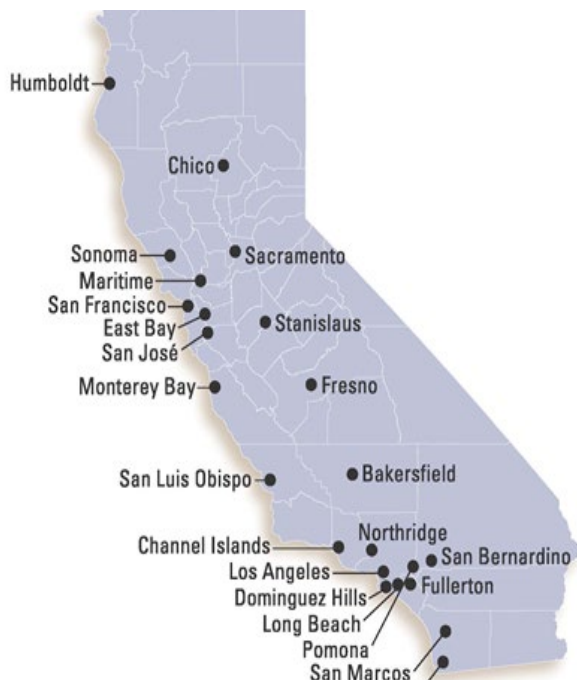 Humboldt
Chico
Sonoma
Sacramento
Maritime
San Francisco
East Bay
Stanislaus
San José
Monterey Bay
Fresno
San Luis Obispo
Bakersfield
Channel Islands
Northridge
San Bernardino
Los Angeles
Fullerton
Dominguez Hills
Long Beach
Pomona
San Marcos